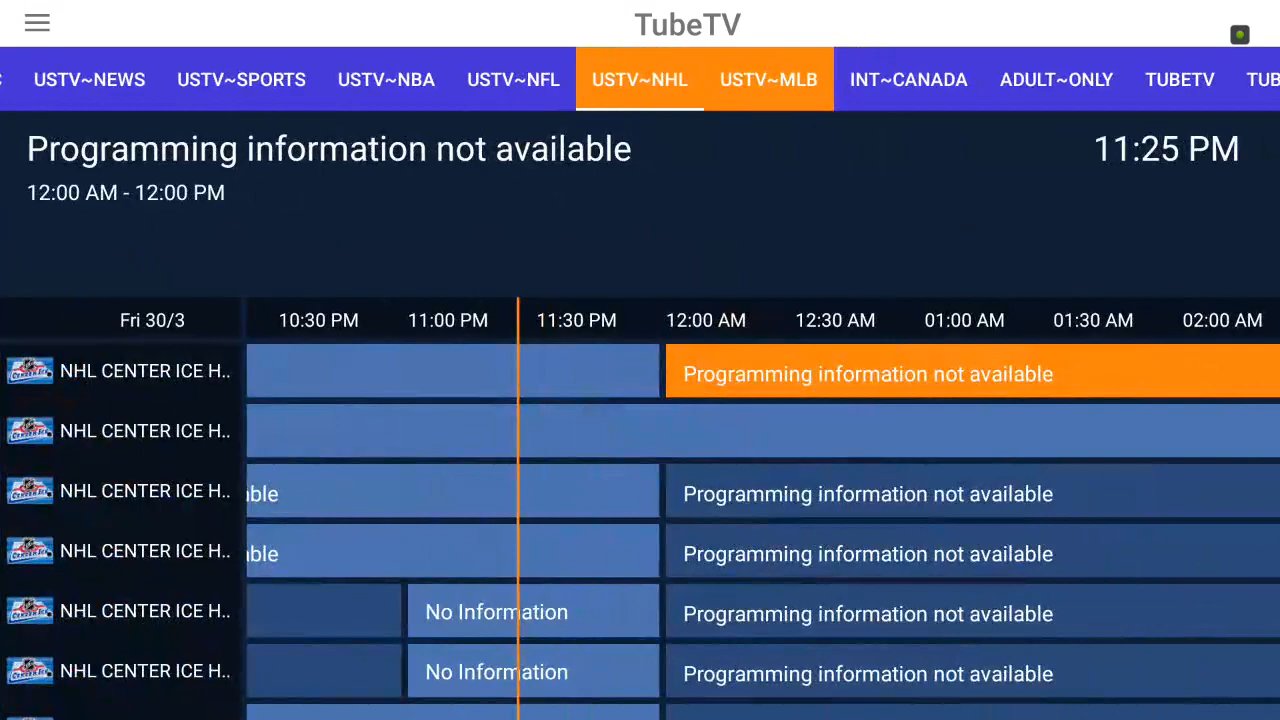 TubeTV
USTV~NEWS USTV~SPORTS USTV~NBA USTV~NFL USTV~NHL USTV~MLB INT~CANADA ADULT~ONLY TUBETV TUB
Programming information not available 11:25 PM
12:00 AM - 12:00 PM
Fri 30/3 10:30 PM 11:00 PM 11:30 PM 12:00 AM 12:30 AM 01:00 AM 01:30 AM 02:00 AM
NHL CENTER ICE H.. Programming information not available
NHL CENTER ICE H..
NHL CENTER ICE H.. able Programming information not available
NHL CENTER ICE H.. able Programming information not available
NHL CENTER ICE H.. No Information Programming information not available
NHL CENTER ICE H.. No Information Programming information not available